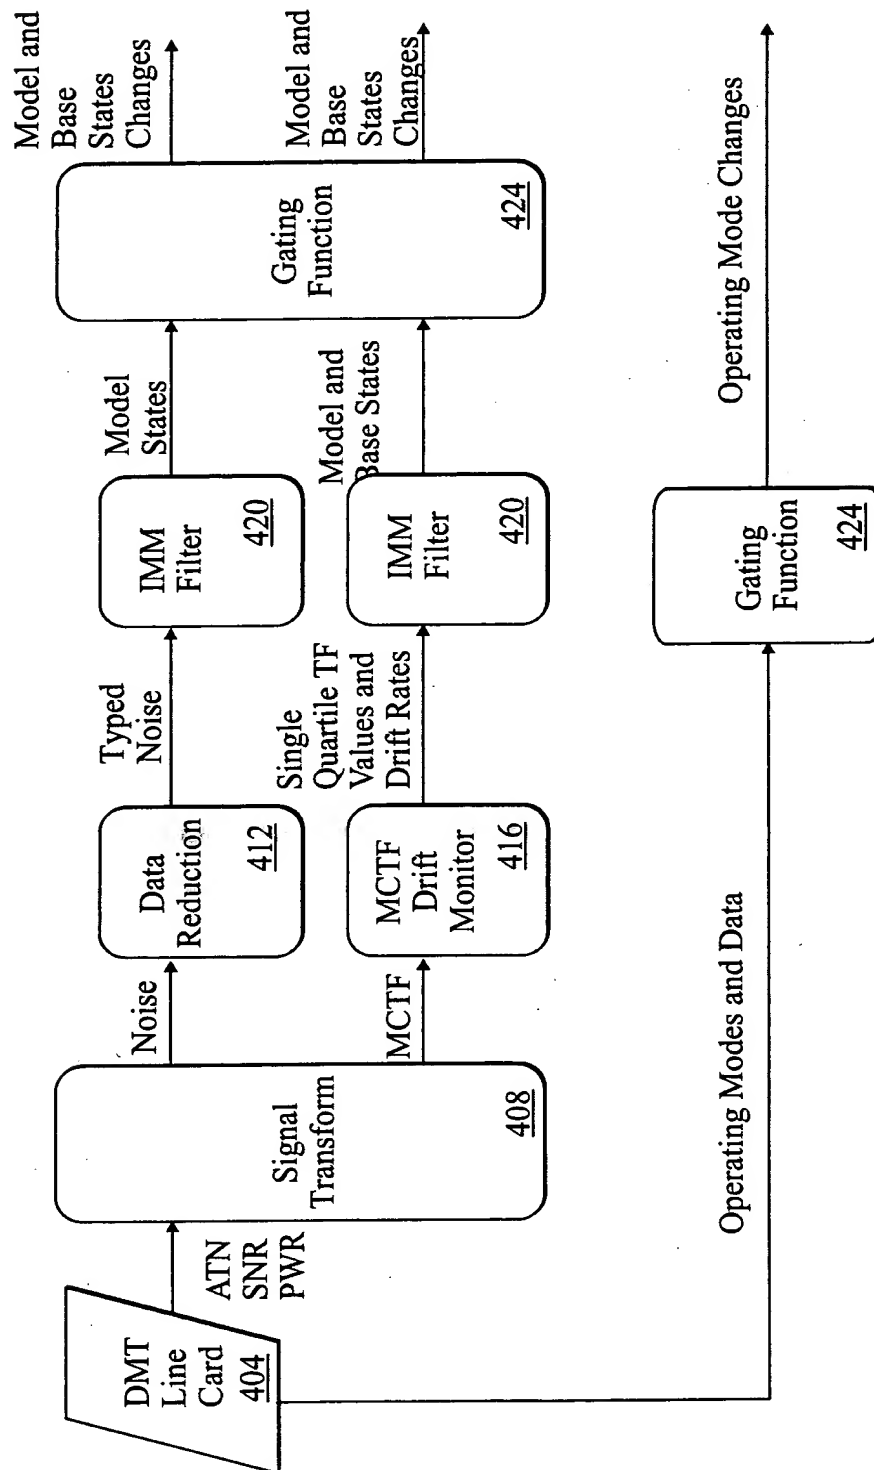 DMT
Line
Card
404
ATN
SNR
PWR
Signal
Transform
408
Noise
MCTF
Data
Reduction
412
MCTF
Drift
Monitor
416
Typed
Noise
Single
Quartile TF
Values and
Drift Rates
IMM
Filter
420
IMM
Filter
420
Model
States
Model and
Base States
Gating
Function
424
Model and
Base
States
Changes
Model and
Base
States
Changes
Operating Modes and Data
Gating
Function
424
Operating Mode Changes